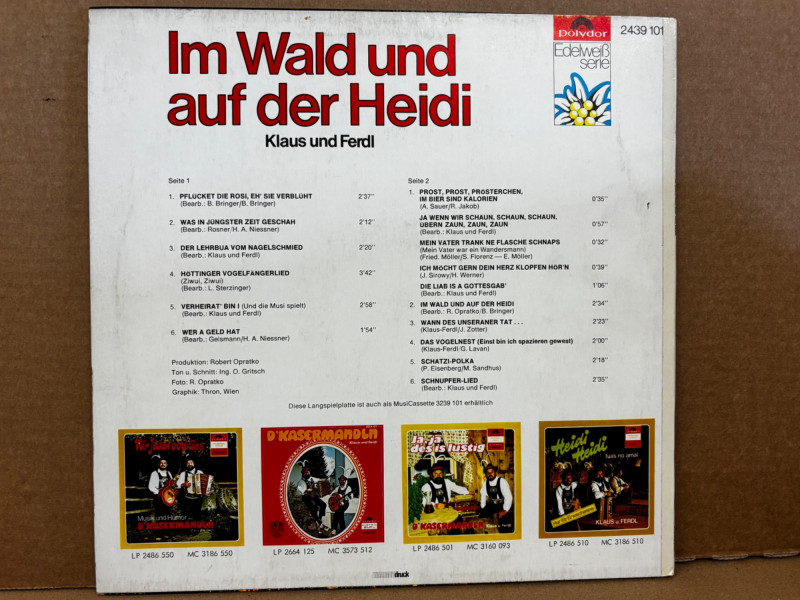 Im Wald und
auf der Heidi
Klaus und Ferdl
polydor
Edelweiß
serie
2439 101
Seite 1
1. PFLÜCKET DIE ROSI, EH' SIE VERBLÜHT 2'37"
(Bearb.: B. Bringer/B. Bringer)
2. WAS IN JÜNGSTER ZEIT GESCHAH 2'12"
(Bearb.: Rosner/H. A. Niessner)
3. DER LEHRBUA VOM NAGELSCHMIED 2'20"
(Bearb.: Klaus und Ferdl)
4. HOTTINGER VOGELFANGERLIED 3'42"
(Ziwui, Ziwui)
(Bearb.: L. Sterzinger)
5. VERHEIRAT' BIN I (Und die Musi spielt) 2'58"
(Bearb.: Klaus und Ferdl)
6. WER A GELD HAT 1'54"
(Bearb.: Geismann/H. A. Niessner)
Produktion: Robert Opratko
Ton u. Schnitt: Ing. O. Gritsch
Foto: R. Opratko
Graphik: Thron, Wien
Seite 2
1. PROST, PROST, PROSTERCHEN,
IM BIER SIND KALORIEN 0'35"
(A. Sauer/R. Jakob)
JA WENN WIR SCHAUN, SCHAUN, SCHAUN,
ÜBERN ZAUN, ZAUN, ZAUN 0'57"
(Bearb.: Klaus und Ferdl)
MEIN VATER TRANK NE FLASCHE SCHNAPS 0'32"
(Mein Vater war ein Wandersmann)
(Fried. Möller/S. Florenz — E. Möller)
ICH MÖCHT GERN DEIN HERZ KLOPFEN HÖR'N 0'39"
(J. Sirowy/H. Werner)
DIE LIAB IS A GOTTESGAB' 1'06"
(Bearb.: Klaus und Ferdl)
2. IM WALD UND AUF DER HEIDI 2'34"
(Bearb.: R. Opratko/B. Bringer)
3. WANN DES UNSERANER TAT . . . 2'23"
(Klaus-Ferdl/J. Zotter)
4. DAS VOGELNEST (Einst bin ich spazieren gewest) 2'00"
(Klaus-Ferdl/G. Lavan)
5. SCHATZI-POLKA 2'18"
(P. Eisenberg/M. Sandhus)
6. SCHNUPFER-LIED 2'35"
(Bearb.: Klaus und Ferdl)
Diese Langspielplatte ist auch als MusiCassette 3239 101 erhältlich
Musik und Humor
D'KASERMANDLN
LP 2486 550 MC 3186 550
D'KASERMANDLN
Klaus und Ferdl
LP 2664 125 MC 3573 512
Ja, ja
des is lustig
D'KASERMANDLN
LP 2486 501 MC 3160 093
Heidi
Heidi
KLAUS u. FERDL
LP 2486 510 MC 3186 510
druck